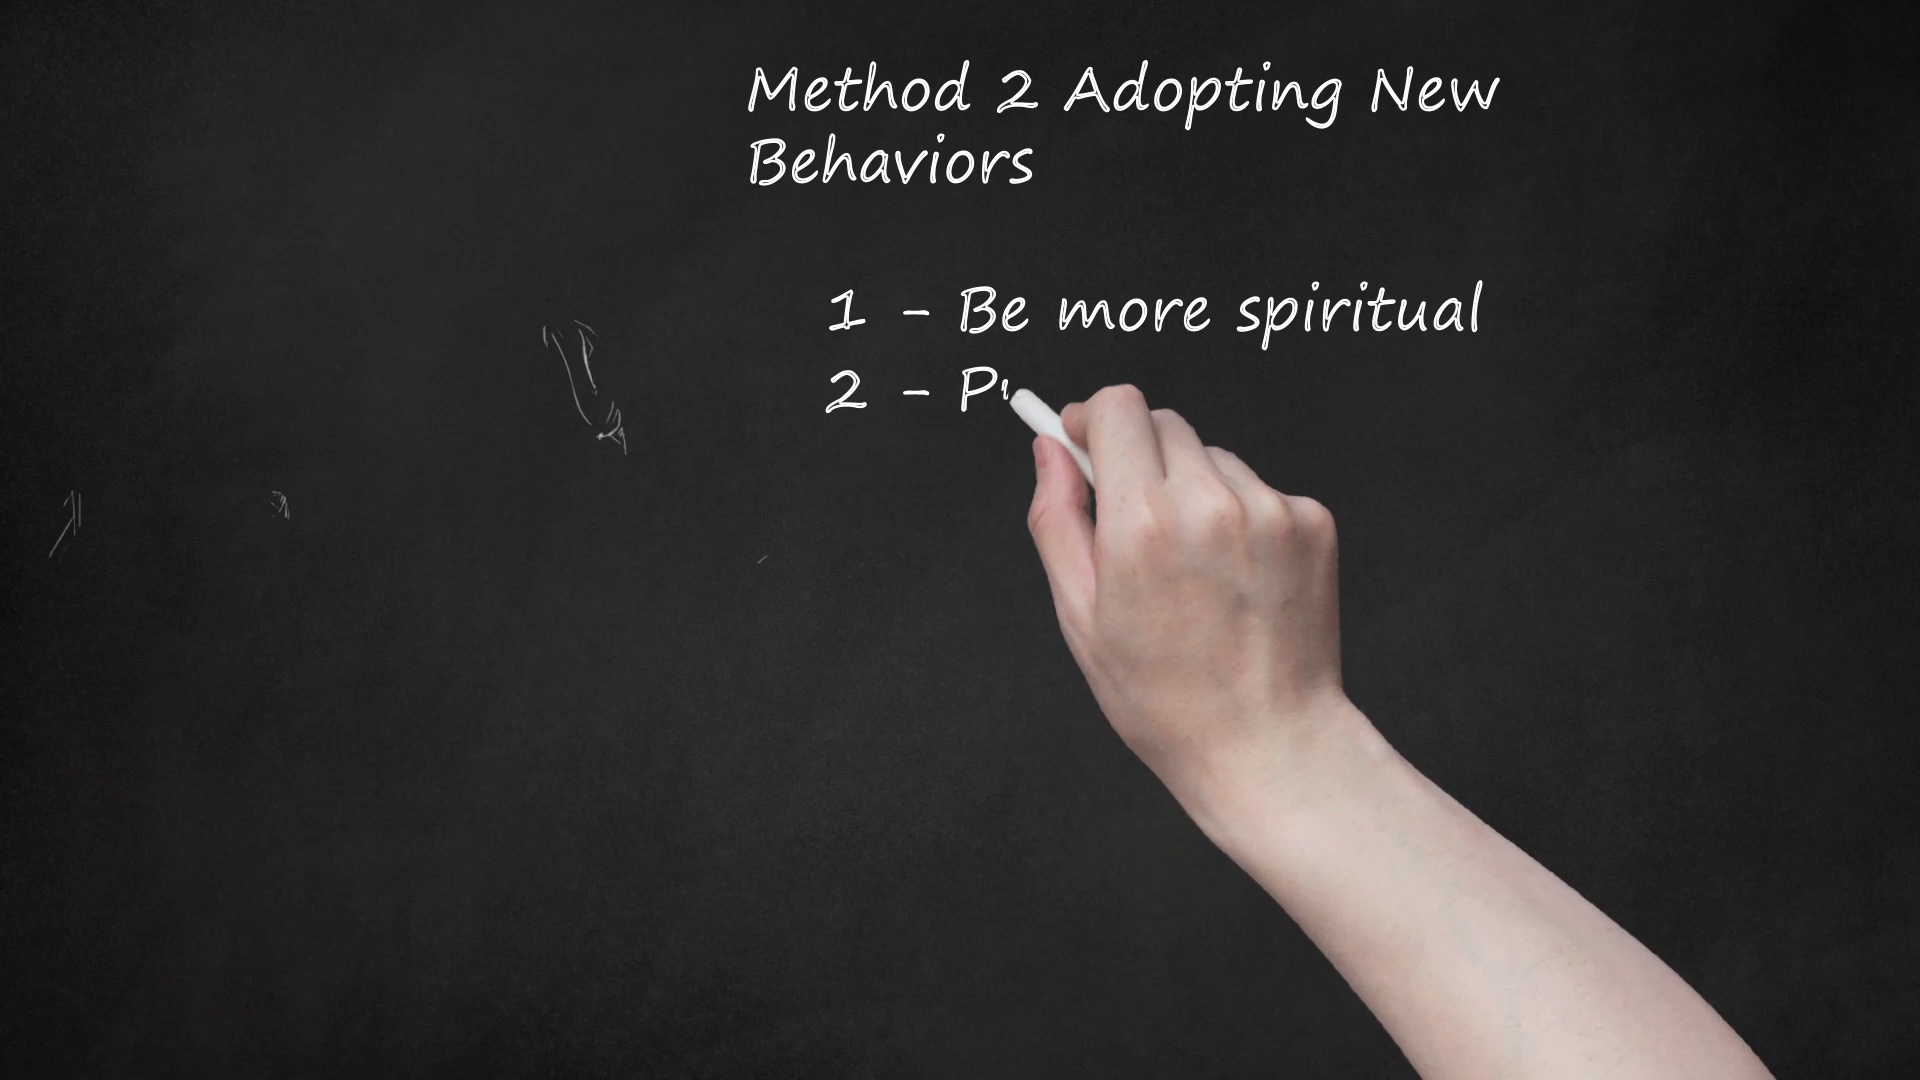 Method 2 Adopting New
Behaviors
1 - Be more spiritual
2 -